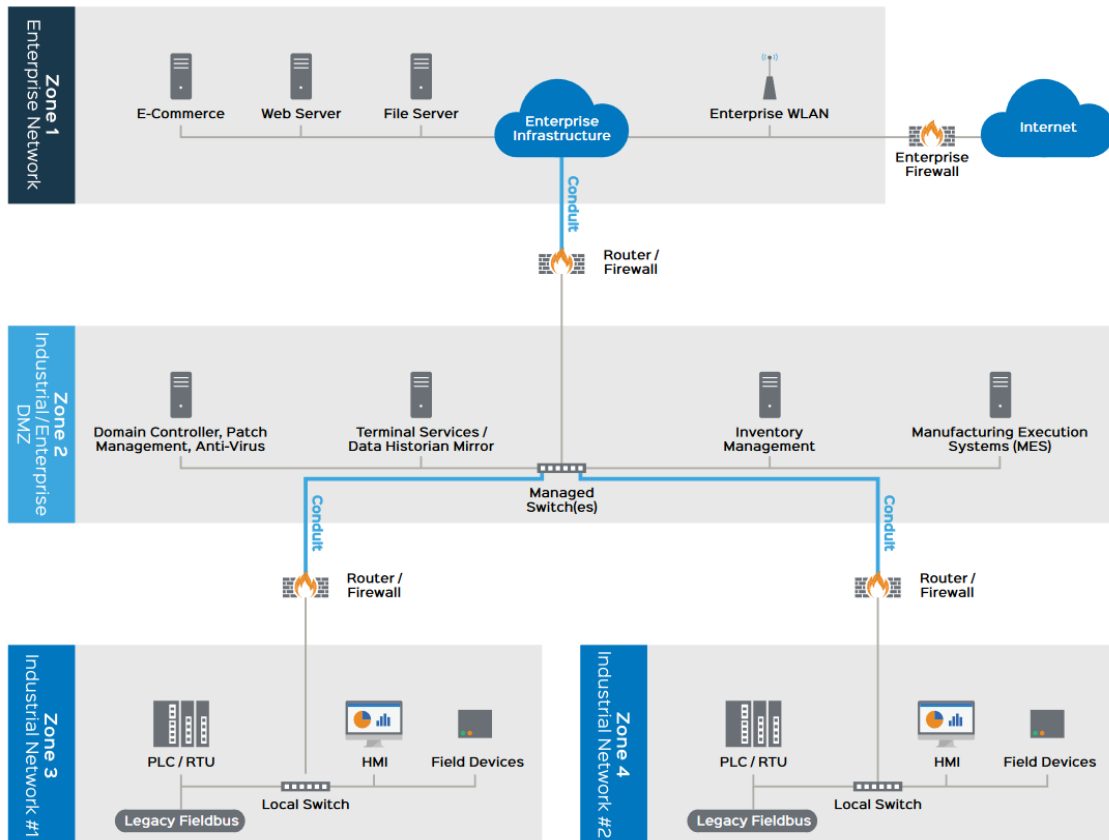 Zone 1
Enterprise Network
E-Commerce
Web Server
File Server
Enterprise
Infrastructure
Enterprise WLAN
Enterprise
Firewall
Internet
Conduit
Router /
Firewall
Zone 2
Industrial/Enterprise
DMZ
Domain Controller, Patch
Management, Anti-Virus
Terminal Services /
Data Historian Mirror
Inventory
Management
Manufacturing Execution
Systems (MES)
Managed
Switch(es)
Conduit
Conduit
Router /
Firewall
Router /
Firewall
Zone 3
Industrial Network #1
PLC / RTU
HMI
Field Devices
Local Switch
Legacy Fieldbus
Zone 4
Industrial Network #2
PLC / RTU
HMI
Field Devices
Local Switch
Legacy Fieldbus